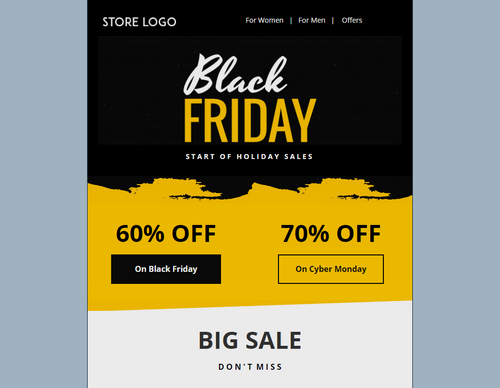 STORE LOGO
For Women | For Men | Offers
Black
FRIDAY
START OF HOLIDAY SALES
60% OFF
70% OFF
On Black Friday
On Cyber Monday
BIG SALE
DON'T MISS